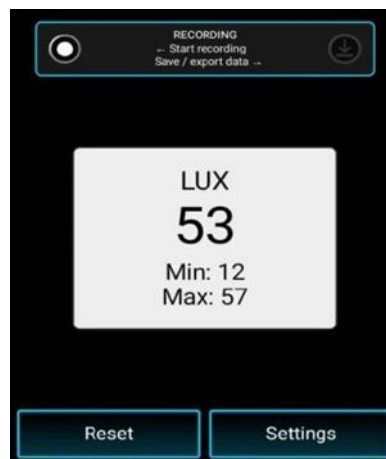 RECORDING
← Start recording
Save / export data →
LUX
53
Min: 12
Max: 57
Reset
Settings